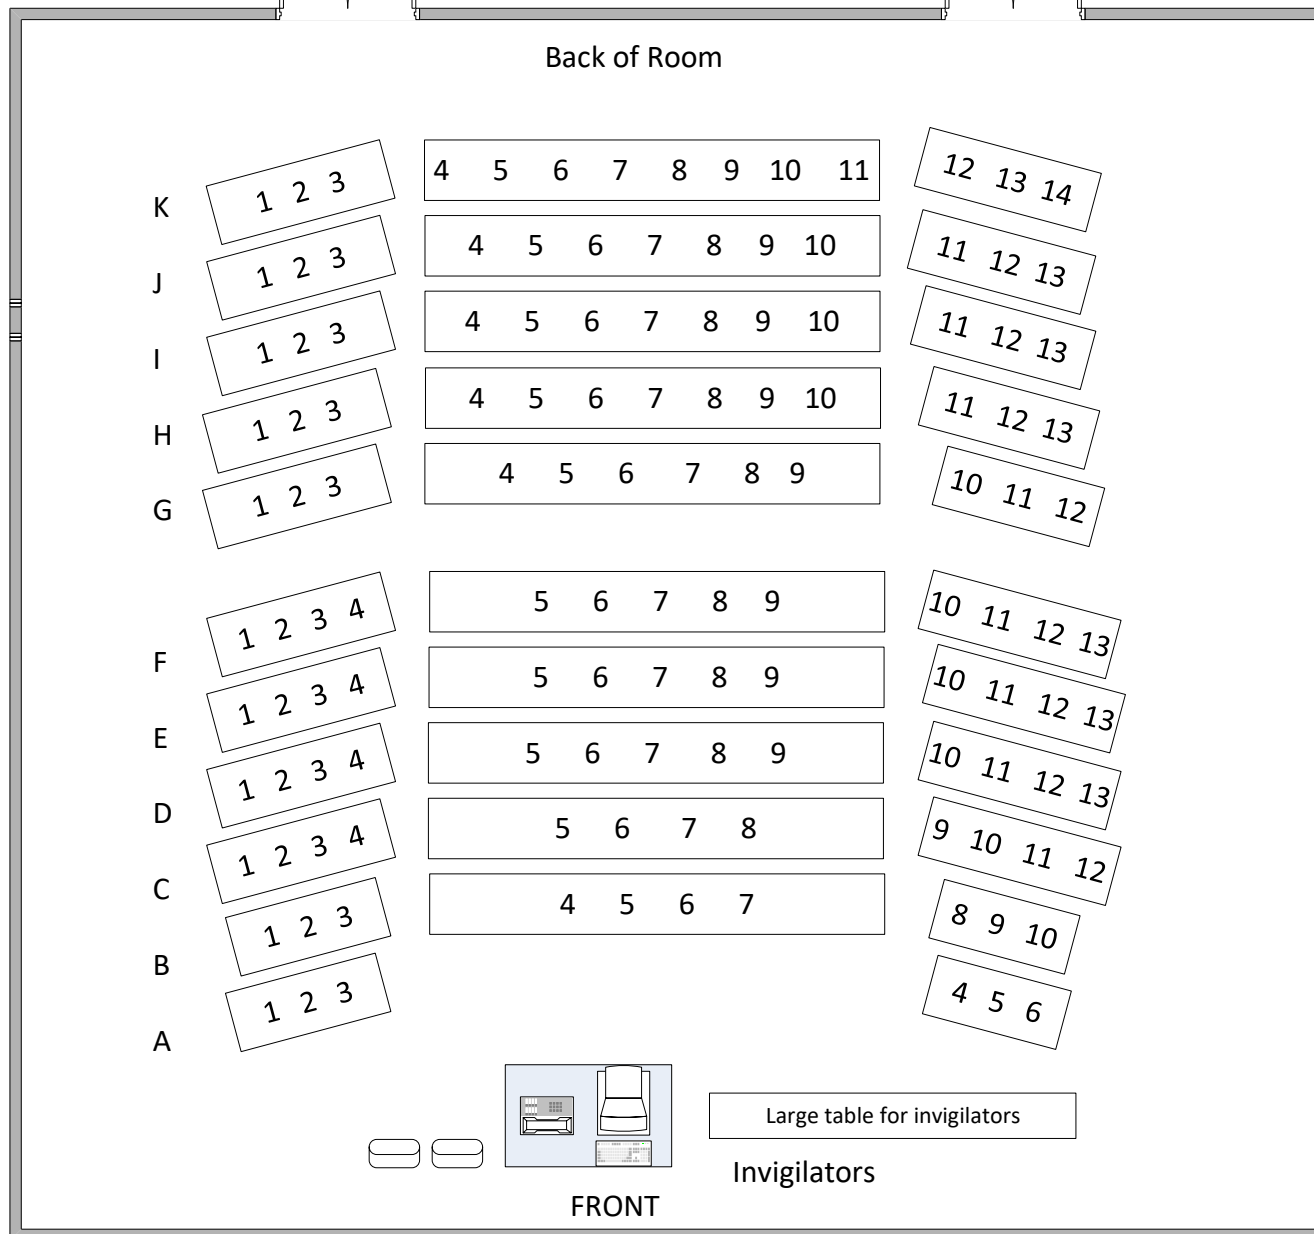 Back of Room
K 1 2 3 4 5 6 7 8 9 10 11 12 13 14
J 1 2 3 4 5 6 7 8 9 10 11 12 13
I 1 2 3 4 5 6 7 8 9 10 11 12 13
H 1 2 3 4 5 6 7 8 9 10 11 12 13
G 1 2 3 4 5 6 7 8 9 10 11 12
F 1 2 3 4 5 6 7 8 9 10 11 12 13
E 1 2 3 4 5 6 7 8 9 10 11 12 13
D 1 2 3 4 5 6 7 8 9 10 11 12 13
C 1 2 3 4 5 6 7 8 9 10 11 12
B 1 2 3 4 5 6 7 8 9 10
A 1 2 3 4 5 6
Large table for invigilators
Invigilators
FRONT